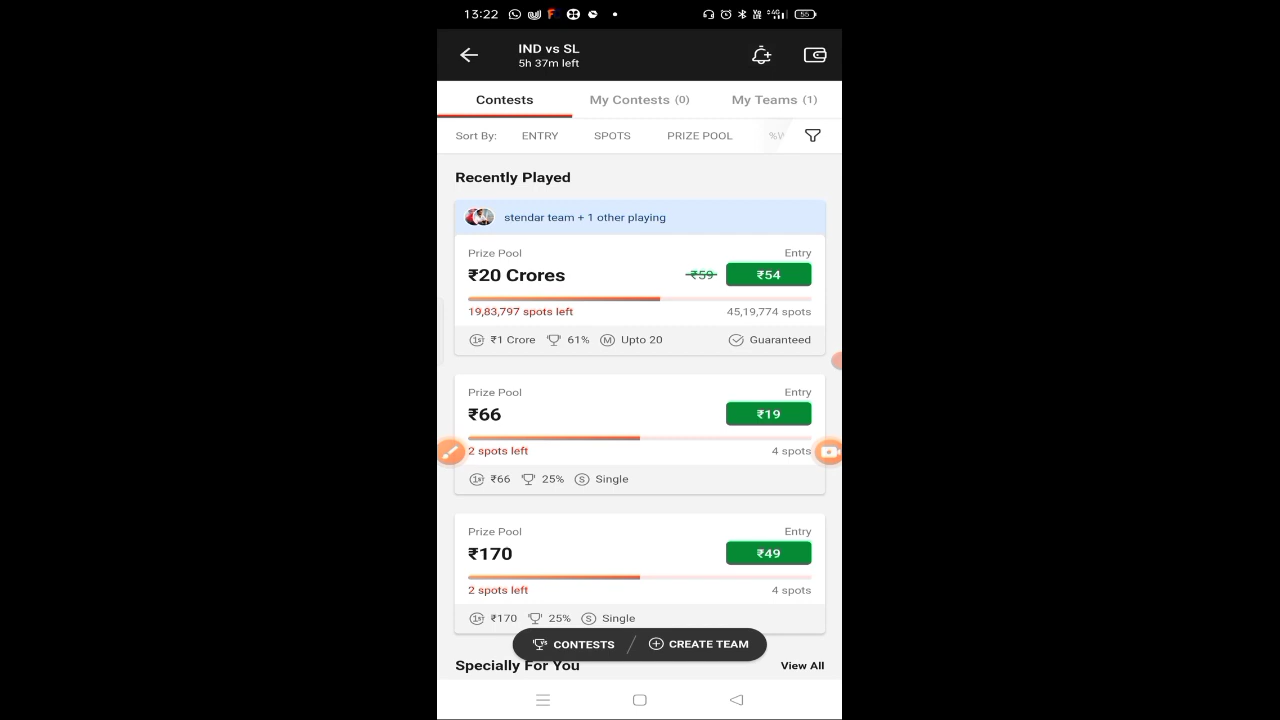 13:22
55
IND vs SL
5h 37m left
Contests My Contests (0) My Teams (1)
Sort By: ENTRY SPOTS PRIZE POOL
Recently Played
stendar team + 1 other playing
Prize Pool Entry
₹20 Crores ₹59 ₹54
19,83,797 spots left 45,19,774 spots
1st ₹1 Crore 61% M Upto 20 Guaranteed
Prize Pool Entry
₹66 ₹19
2 spots left 4 spots
1st ₹66 25% S Single
Prize Pool Entry
₹170 ₹49
2 spots left 4 spots
1st ₹170 25% S Single
CONTESTS CREATE TEAM
Specially For You View All